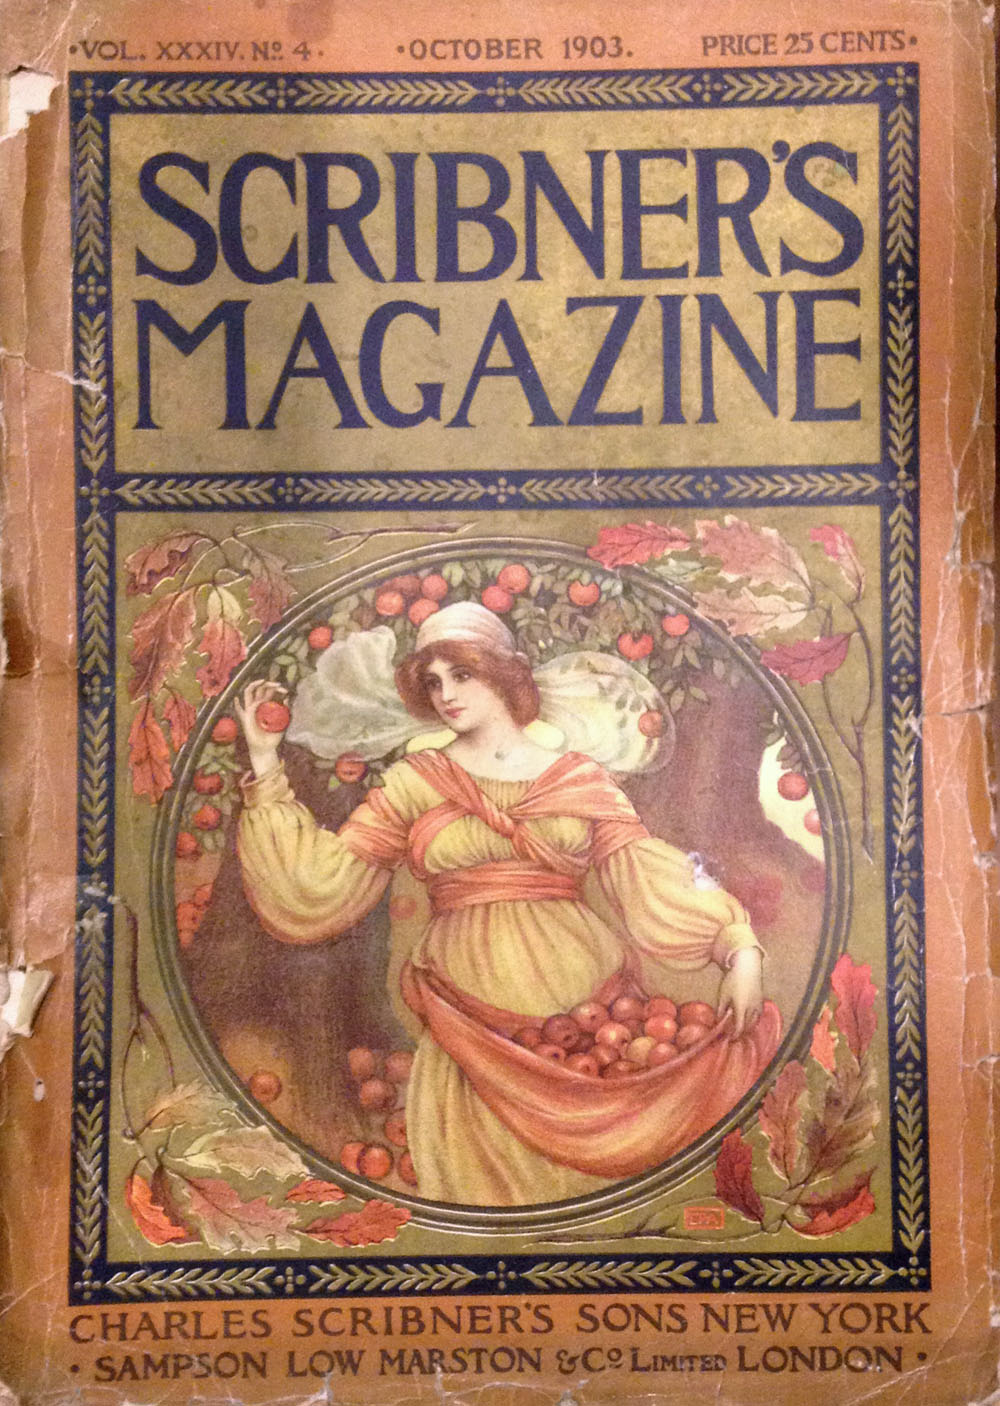 ·VOL. XXXIV. No. 4. ·OCTOBER 1903. PRICE 25 CENTS·
SCRIBNER'S
MAGAZINE
CHARLES SCRIBNER'S SONS NEW YORK
· SAMPSON LOW MARSTON & Co LIMITED LONDON ·